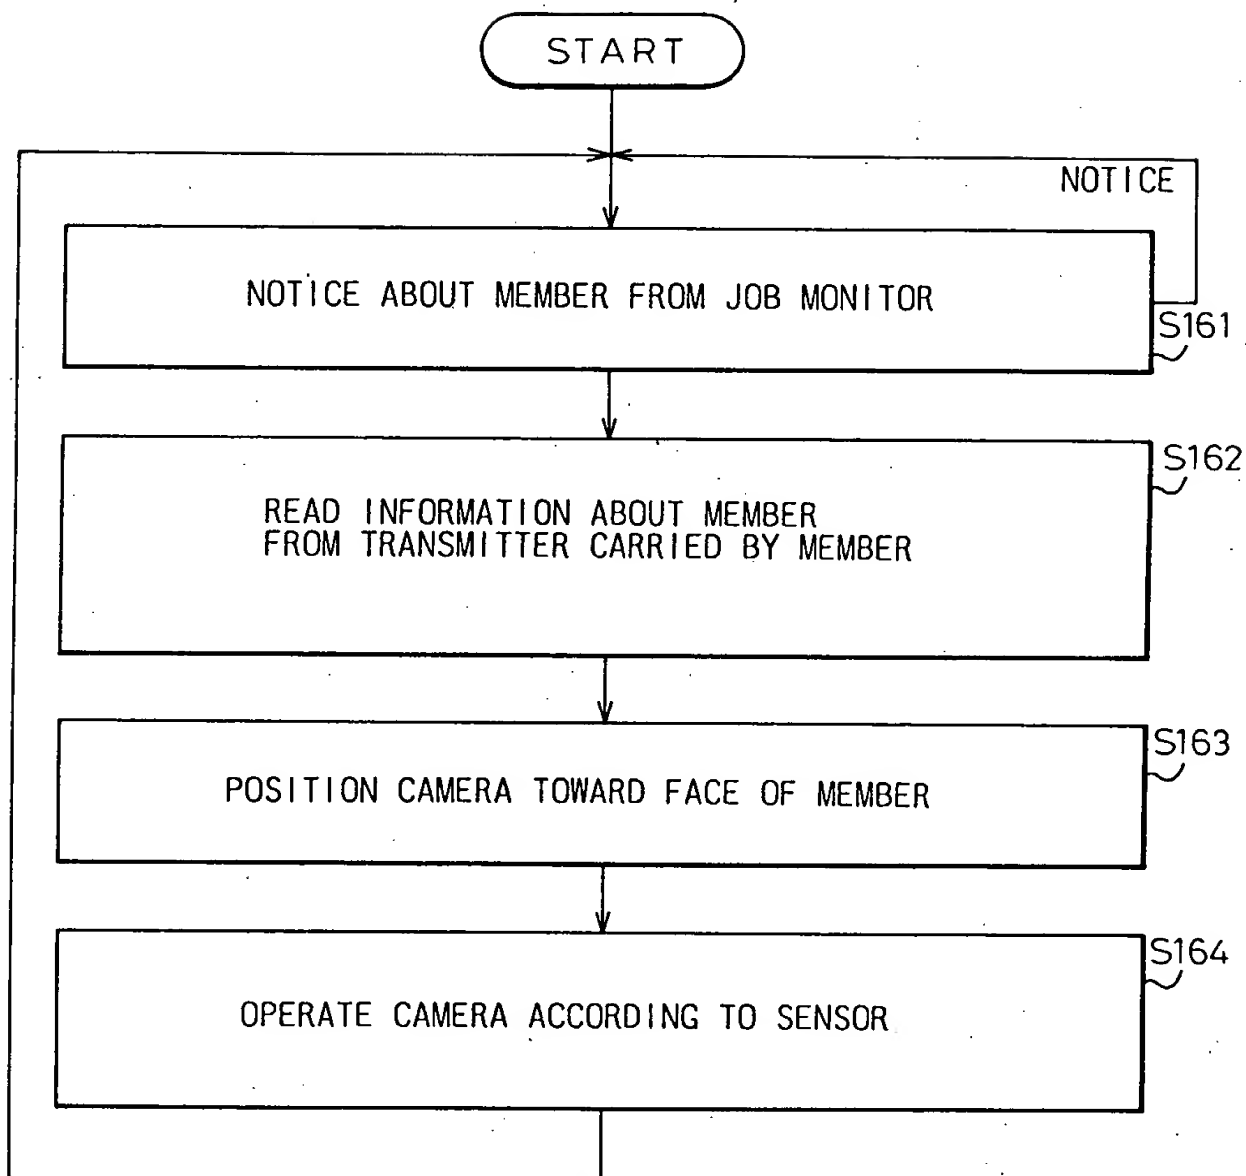 START
NOTICE
NOTICE ABOUT MEMBER FROM JOB MONITOR
S161
S162
READ INFORMATION ABOUT MEMBER
FROM TRANSMITTER CARRIED BY MEMBER
S163
POSITION CAMERA TOWARD FACE OF MEMBER
S164
OPERATE CAMERA ACCORDING TO SENSOR